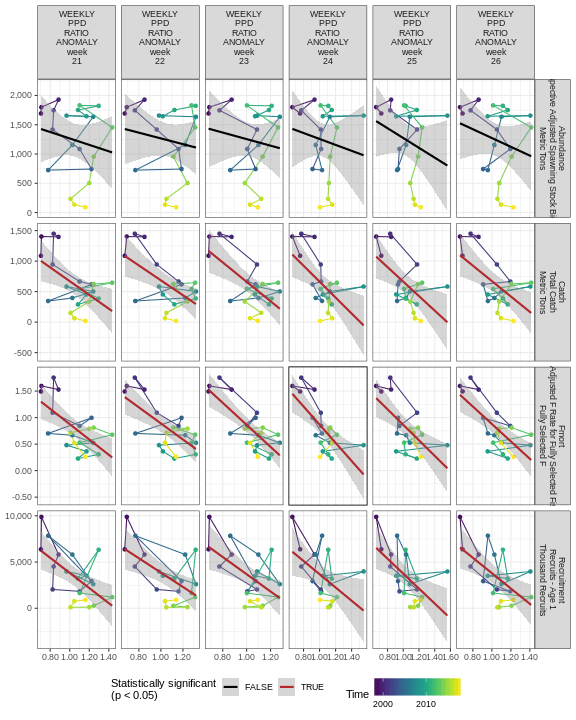 WEEKLY
PPD
RATIO
ANOMALY
week
21
WEEKLY
PPD
RATIO
ANOMALY
week
22
WEEKLY
PPD
RATIO
ANOMALY
week
23
WEEKLY
PPD
RATIO
ANOMALY
week
24
WEEKLY
PPD
RATIO
ANOMALY
week
25
WEEKLY
PPD
RATIO
ANOMALY
week
26
2,000
1,500
1,000
500
0
Abundance
Adjusted Spawning Stock
Metric Tons
1,500
1,000
500
0
-500
Catch
Total Catch
Metric Tons
1.50
1.00
0.50
0.00
-0.50
Fmort
Adjusted F Rate for Fully Selected
Fully Selected F
10,000
5,000
0
Recruitment
Recruits - Age 1
Thousand Recruits
0.80 1.00 1.20 1.40
0.80 1.00 1.20
0.80 1.00 1.20
0.80 1.00 1.20 1.40
0.80 1.00 1.20 1.40 1.60
0.80 1.00 1.20 1.40
Statistically significant
(p < 0.05)
FALSE
TRUE
Time
2000
2010